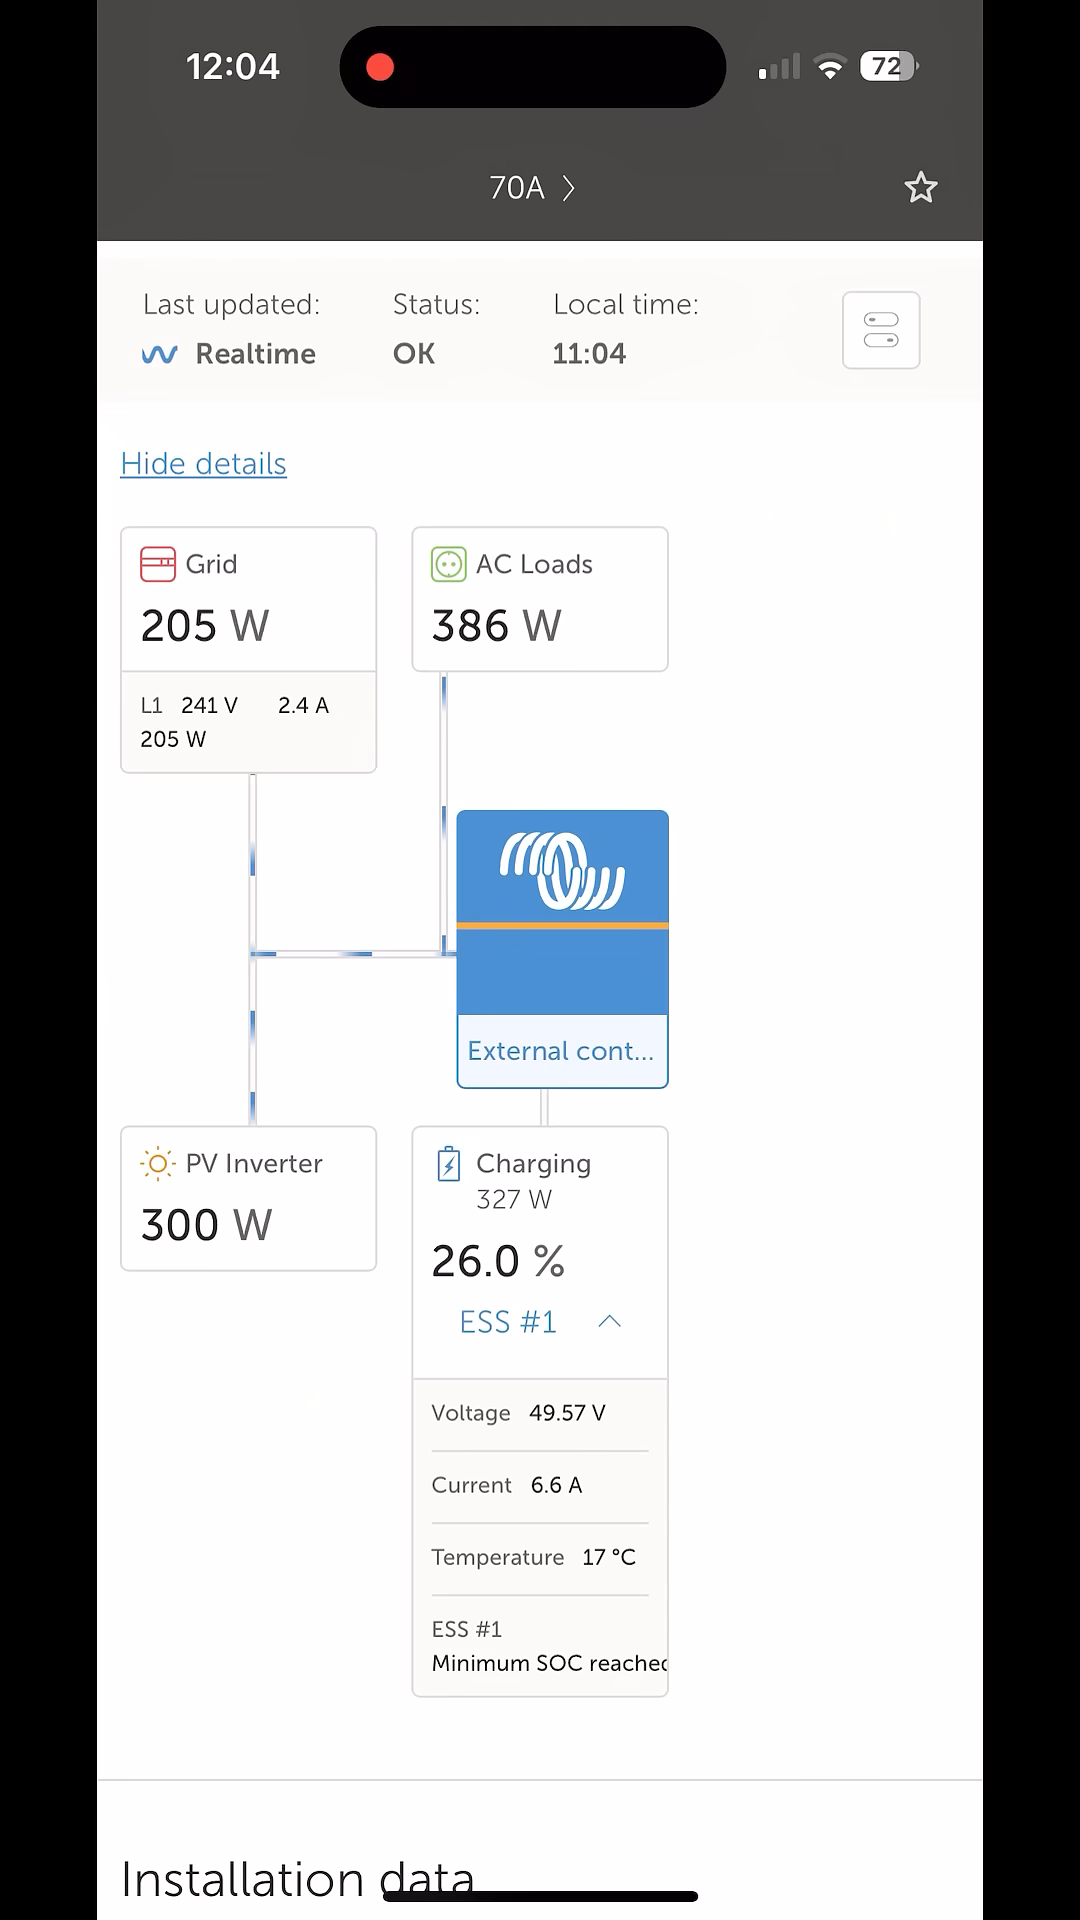 12:04
72
70A
Last updated:
Realtime
Status:
OK
Local time:
11:04
Hide details
Grid
205 W
L1 241 V 2.4 A
205 W
AC Loads
386 W
External cont...
PV Inverter
300 W
Charging
327 W
26.0 %
ESS #1
Voltage 49.57 V
Current 6.6 A
Temperature 17 °C
ESS #1
Minimum SOC reached
Installation data